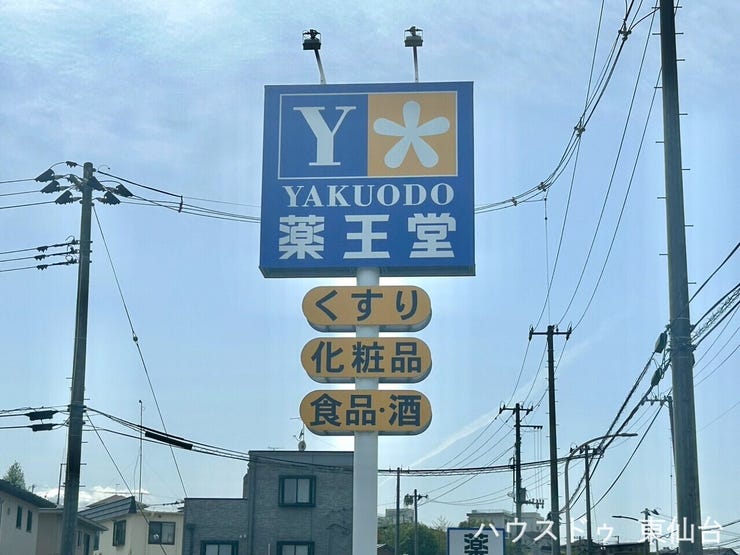 Y
YAKUODO
薬王堂
くすり
化粧品
食品・酒
薬
ハウスドゥ 東仙台